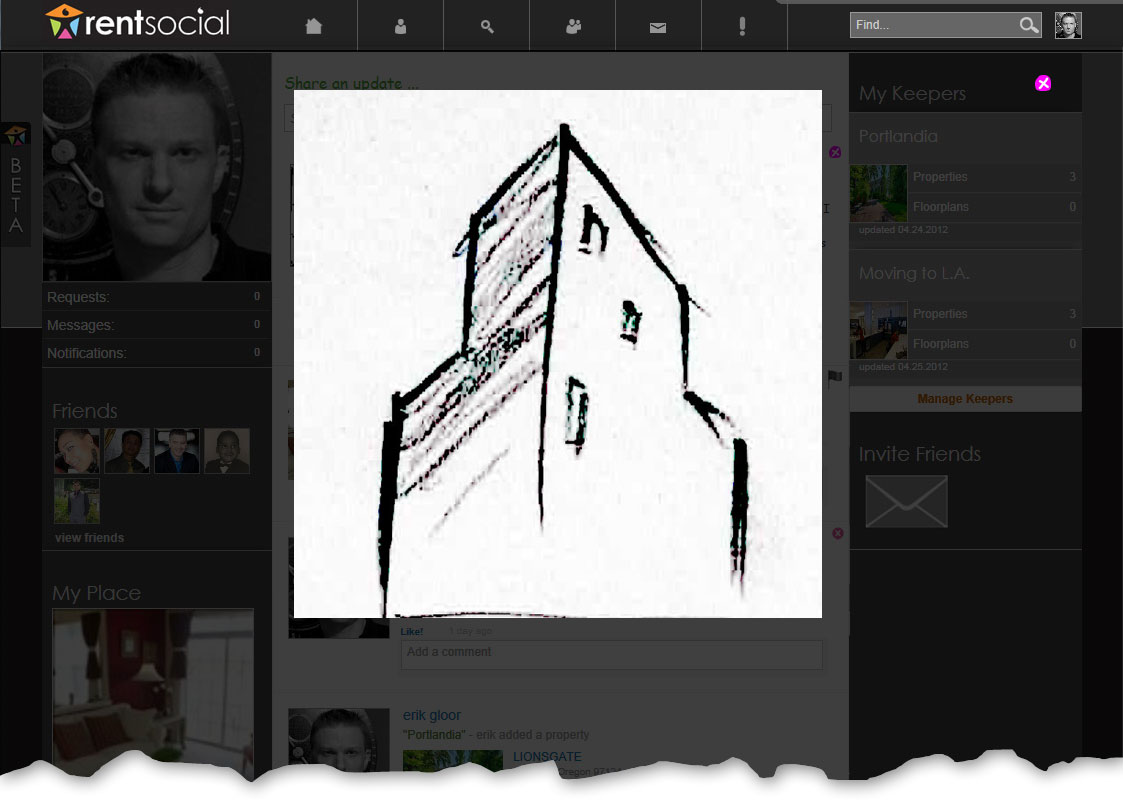 rentsocial
Find...
BETA
Requests: 0
Messages: 0
Notifications: 0
Friends
view friends
My Place
Share an update ...
Like! 1 day ago
Add a comment
erik gloor
"Portlandia" - erik added a property
LIONSGATE
Oregon
My Keepers
Portlandia
Properties 3
Floorplans 0
updated 04.24.2012
Moving to L.A.
Properties 3
Floorplans 0
updated 04.25.2012
Manage Keepers
Invite Friends